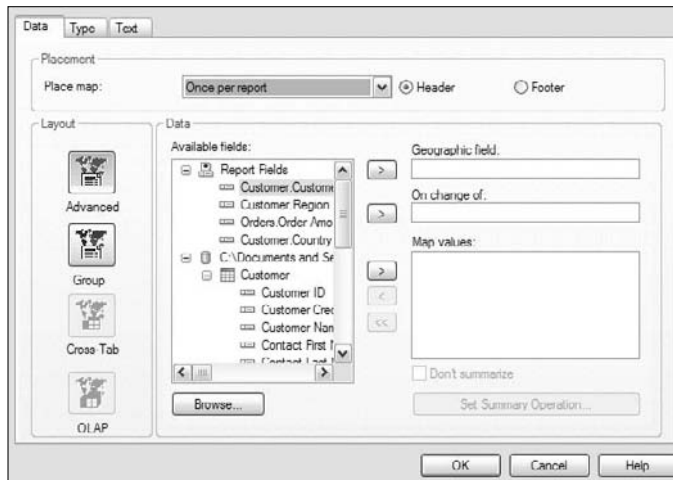 Data Type Text
Placement
Place map: Once per report Header Footer
Layout
Advanced
Group
Cross-Tab
OLAP
Data
Available fields:
Report Fields
Customer.Custome
Customer.Region
Orders.Order Amo
Customer.Country
C:\Documents and Se
Customer
Customer ID
Customer Cred
Customer Nan
Contact First N
Contact Last N
Browse...
>
>
>
<
<<
Geographic field:
On change of:
Map values:
Don't summarize
Set Summary Operation...
OK Cancel Help